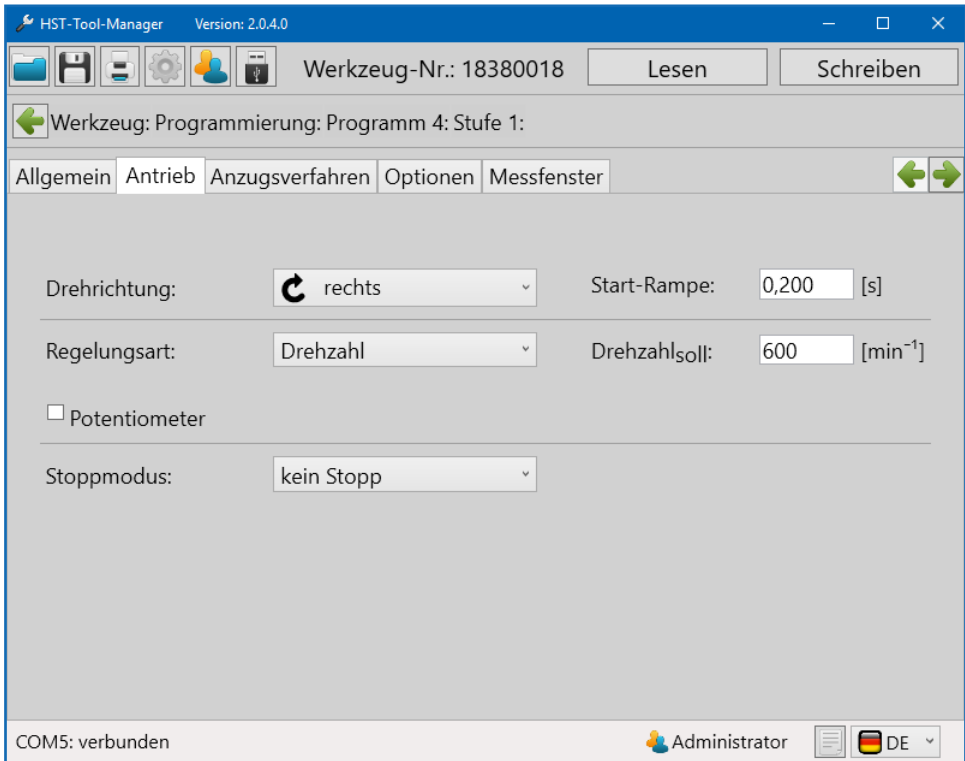 HST-Tool-Manager Version: 2.0.4.0
Werkzeug-Nr.: 18380018 Lesen Schreiben
Werkzeug: Programmierung: Programm 4: Stufe 1:
Allgemein Antrieb Anzugsverfahren Optionen Messfenster
Drehrichtung: rechts Start-Rampe: 0,200 [s]
Regelungsart: Drehzahl Drehzahlsoll: 600 [min⁻¹]
Potentiometer
Stoppmodus: kein Stopp
COM5: verbunden Administrator DE